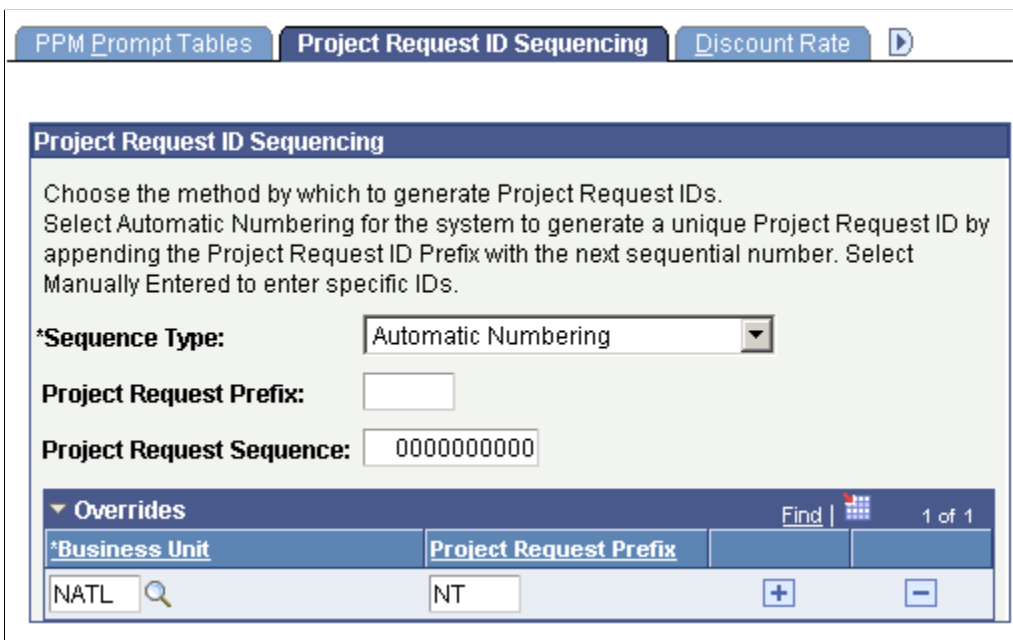 PPM Prompt Tables Project Request ID Sequencing Discount Rate
Project Request ID Sequencing
Choose the method by which to generate Project Request IDs.
Select Automatic Numbering for the system to generate a unique Project Request ID by
appending the Project Request ID Prefix with the next sequential number. Select
Manually Entered to enter specific IDs.
*Sequence Type: Automatic Numbering
Project Request Prefix:
Project Request Sequence: 0000000000
Overrides Find | 1 of 1
*Business Unit Project Request Prefix
NATL NT